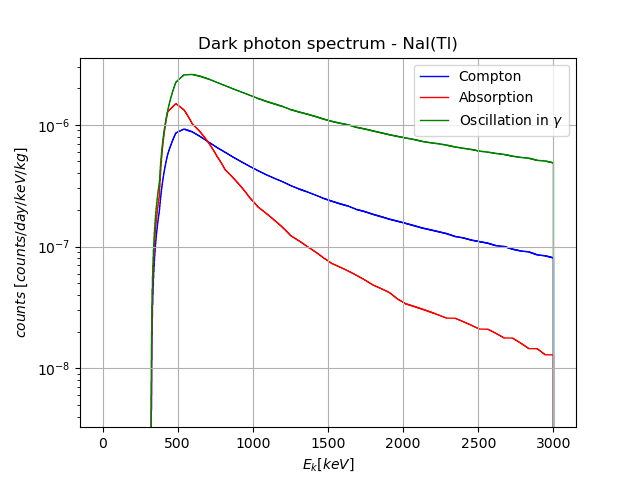 Dark photon spectrum - NaI(Tl)
Compton
Absorption
Oscillation in γ
10⁻⁶
10⁻⁷
10⁻⁸
counts [counts/day/keV/kg]
0 500 1000 1500 2000 2500 3000
E_k[keV]